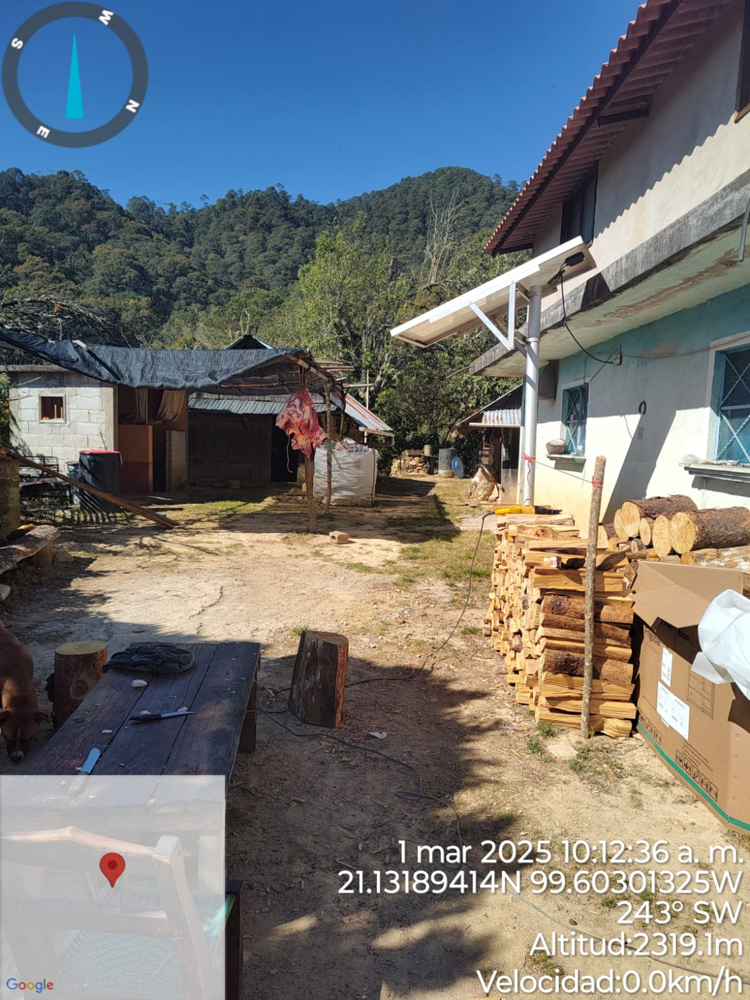 W
S
N
E
frigobar
1 mar 2025 10:12:36 a. m.
21.13189414N 99.60301325W
243° SW
Altitud:2319.1m
Velocidad:0.0km/h
Google